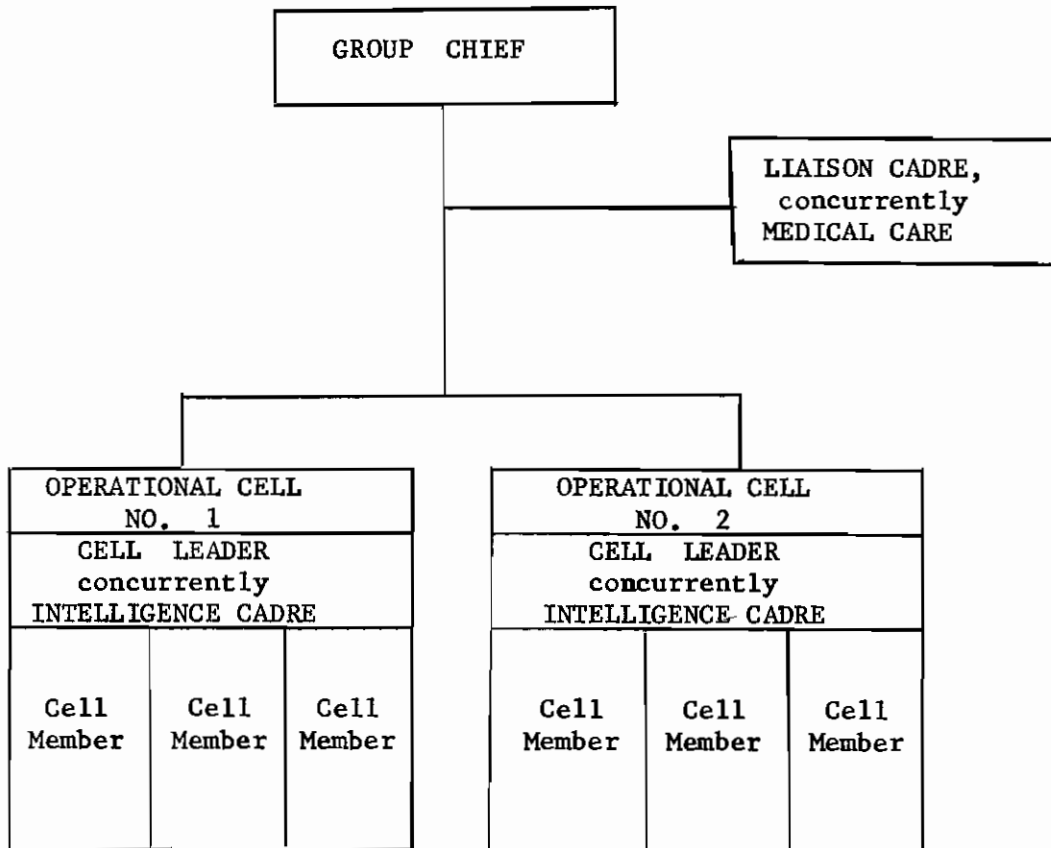 GROUP CHIEF
LIAISON CADRE,
concurrently
MEDICAL CARE
OPERATIONAL CELL
NO. 1
CELL LEADER
concurrently
INTELLIGENCE CADRE
Cell
Member
Cell
Member
Cell
Member
OPERATIONAL CELL
NO. 2
CELL LEADER
concurrently
INTELLIGENCE CADRE
Cell
Member
Cell
Member
Cell
Member